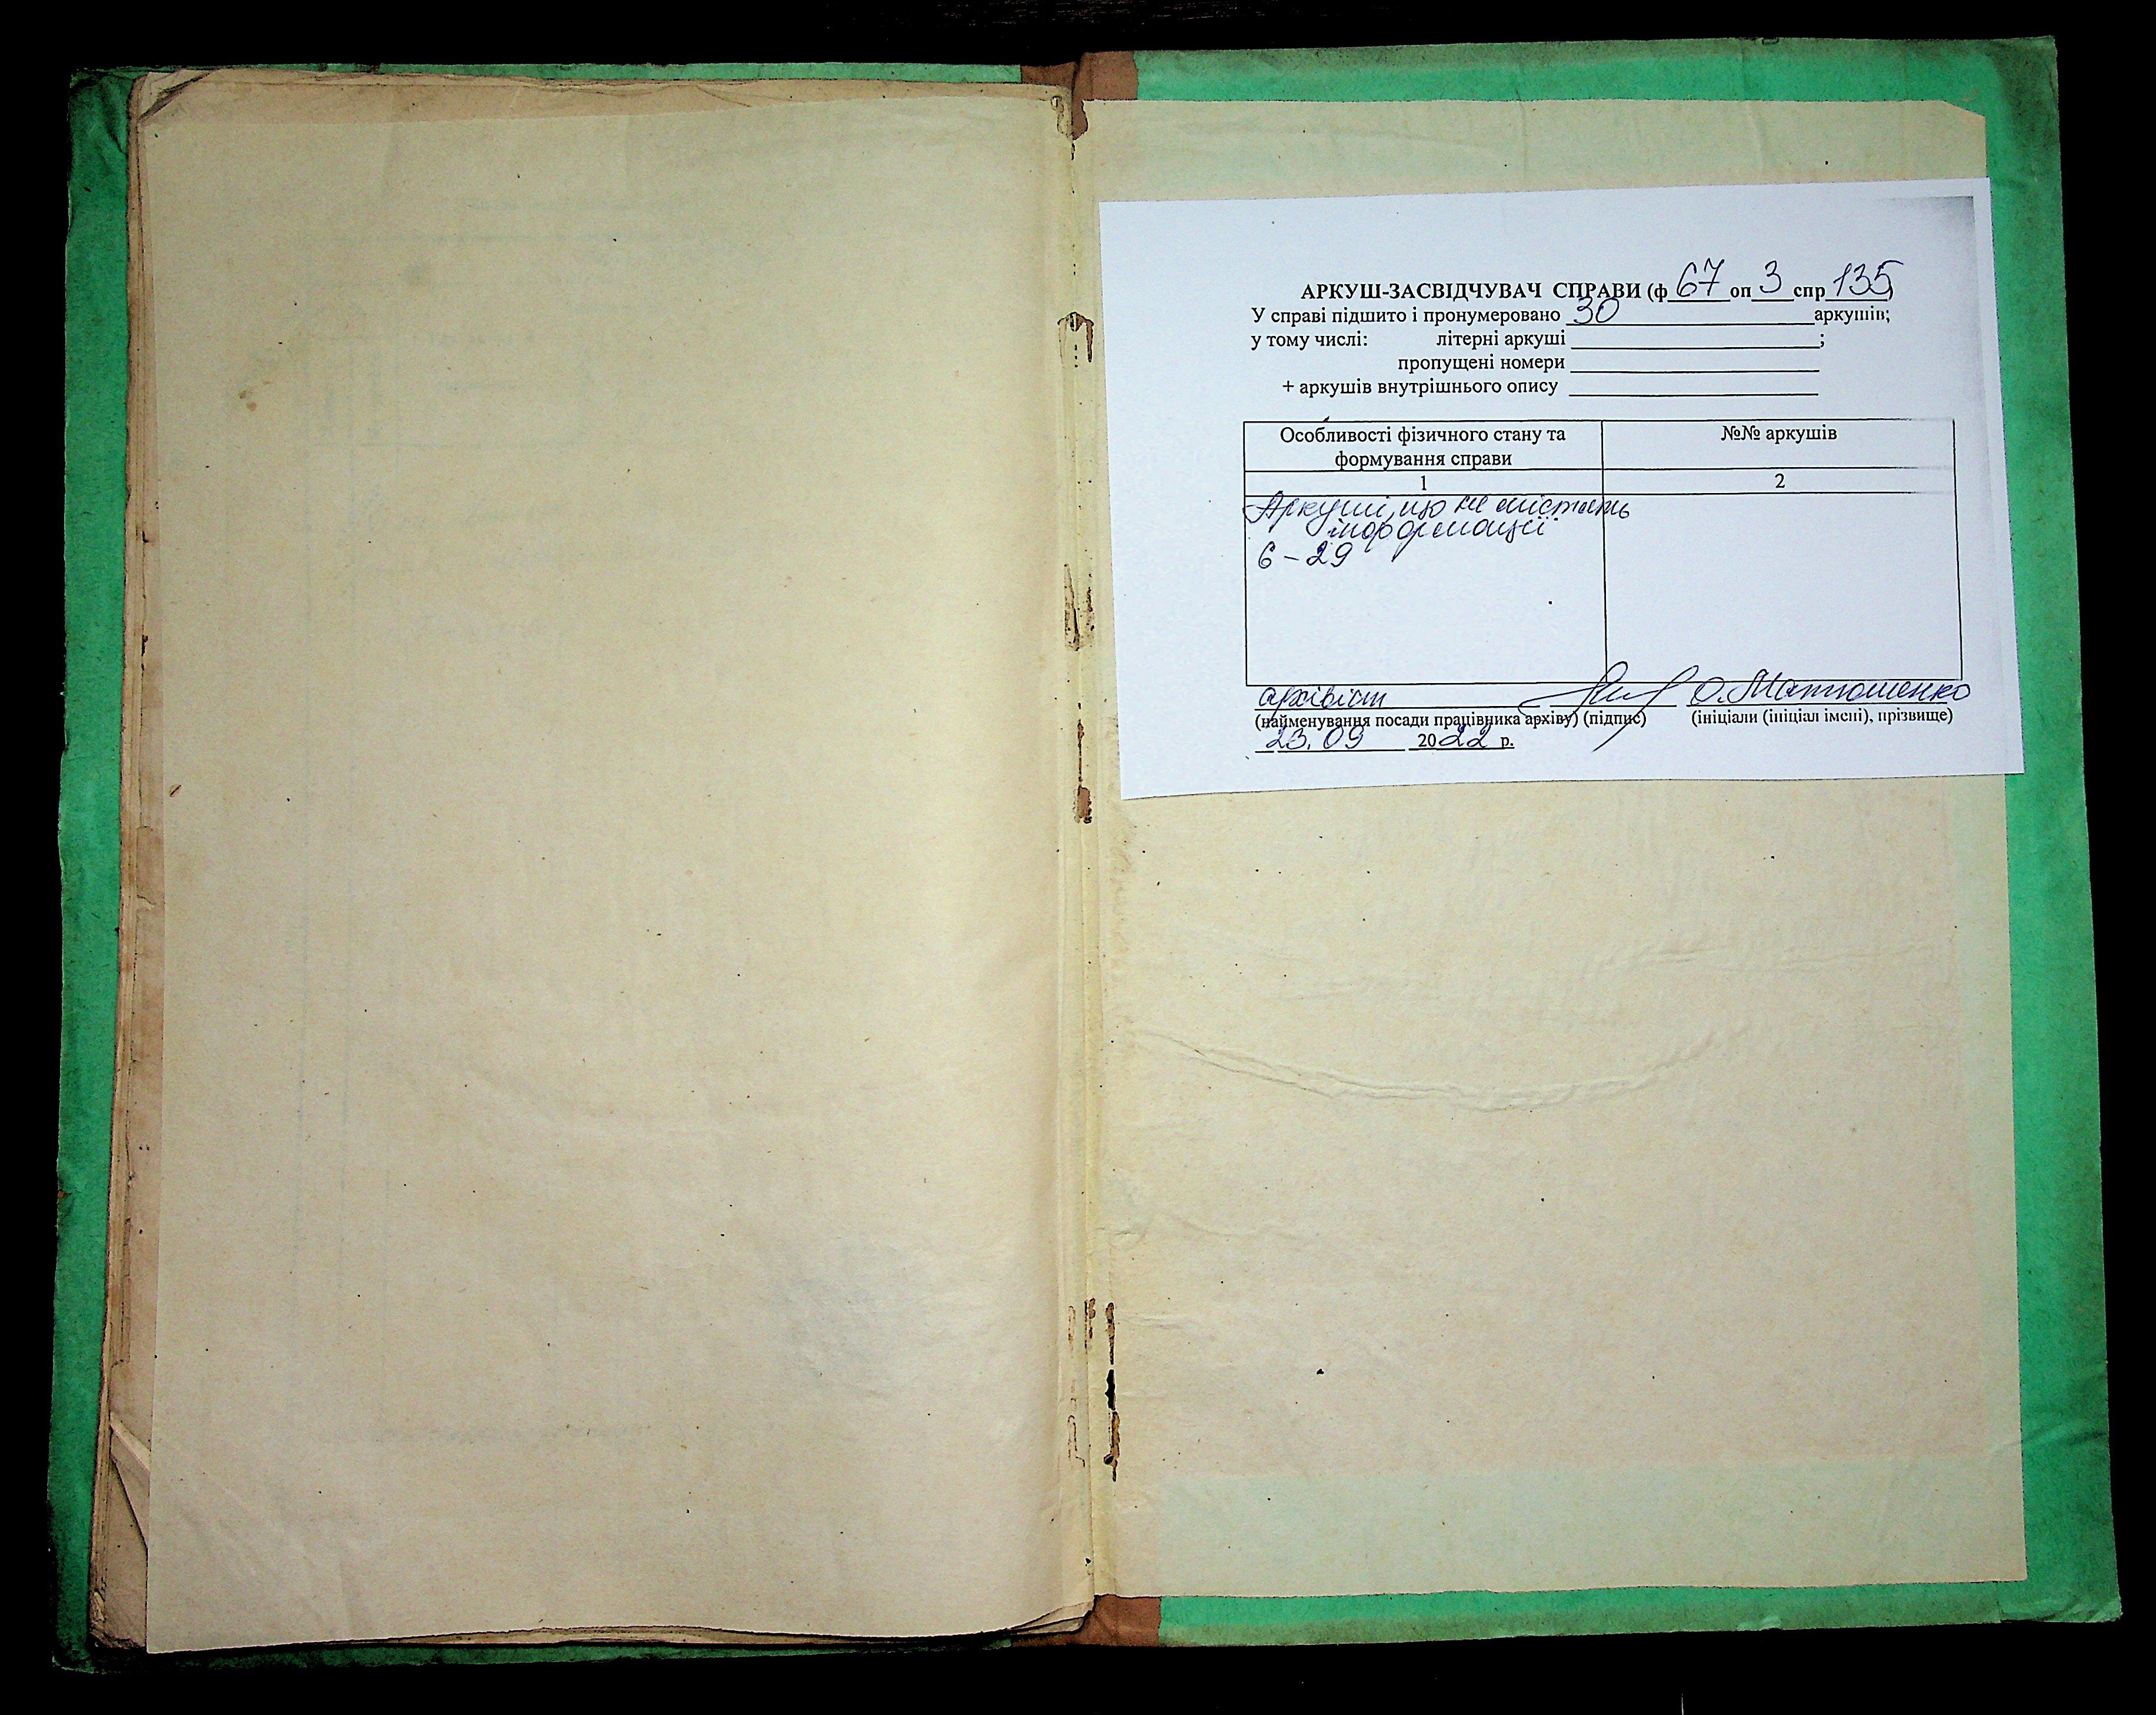 АРКУШ-ЗАСВІДЧУВАЧ СПРАВИ (ф 67 оп 3 спр 135)
У справі підшито і пронумеровано 30 аркушів;
у тому числі: літерні аркуші ;
пропущені номери
+ аркушів внутрішнього опису
Особливості фізичного стану та формування справи №№ аркушів
1 2
Аркуші, що не містять
інформації
6 – 29
архівіст О. Матюшенко
(найменування посади працівника архіву) (підпис) (ініціали (ініціал імені), прізвище)
23.09 2022 р.